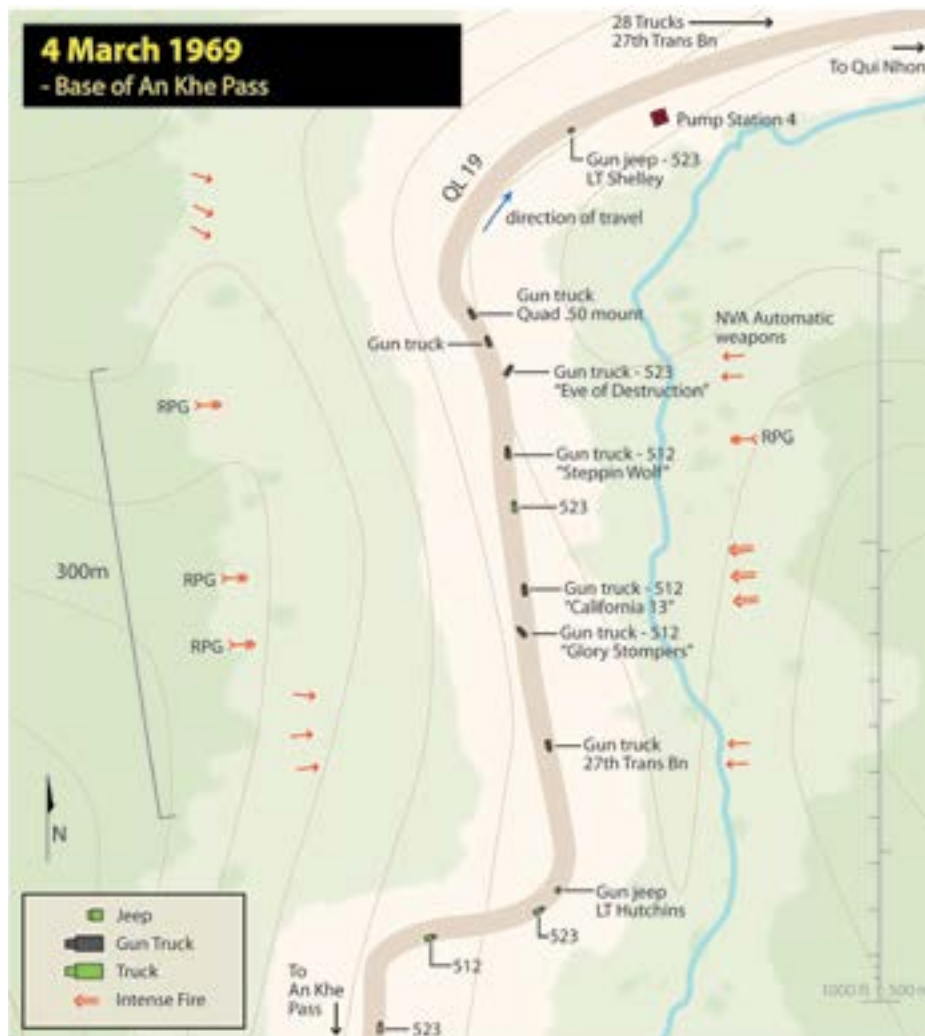 4 March 1969
- Base of An Khe Pass
28 Trucks
27th Trans Bn
To Qui Nhon
Pump Station 4
Gun jeep - 523
LT Shelley
QL 19
direction of travel
Gun truck
Quad .50 mount
Gun truck
NVA Automatic
weapons
Gun truck - 523
"Eve of Destruction"
RPG
RPG
Gun truck - 512
"Steppin Wolf"
523
300m
RPG
Gun truck - 512
"California 13"
Gun truck - 512
"Glory Stompers"
RPG
Gun truck
27th Trans Bn
N
Gun jeep
LT Hutchins
523
512
To
An Khe
Pass
523
Jeep
Gun Truck
Truck
Intense Fire
1000 ft
500 m